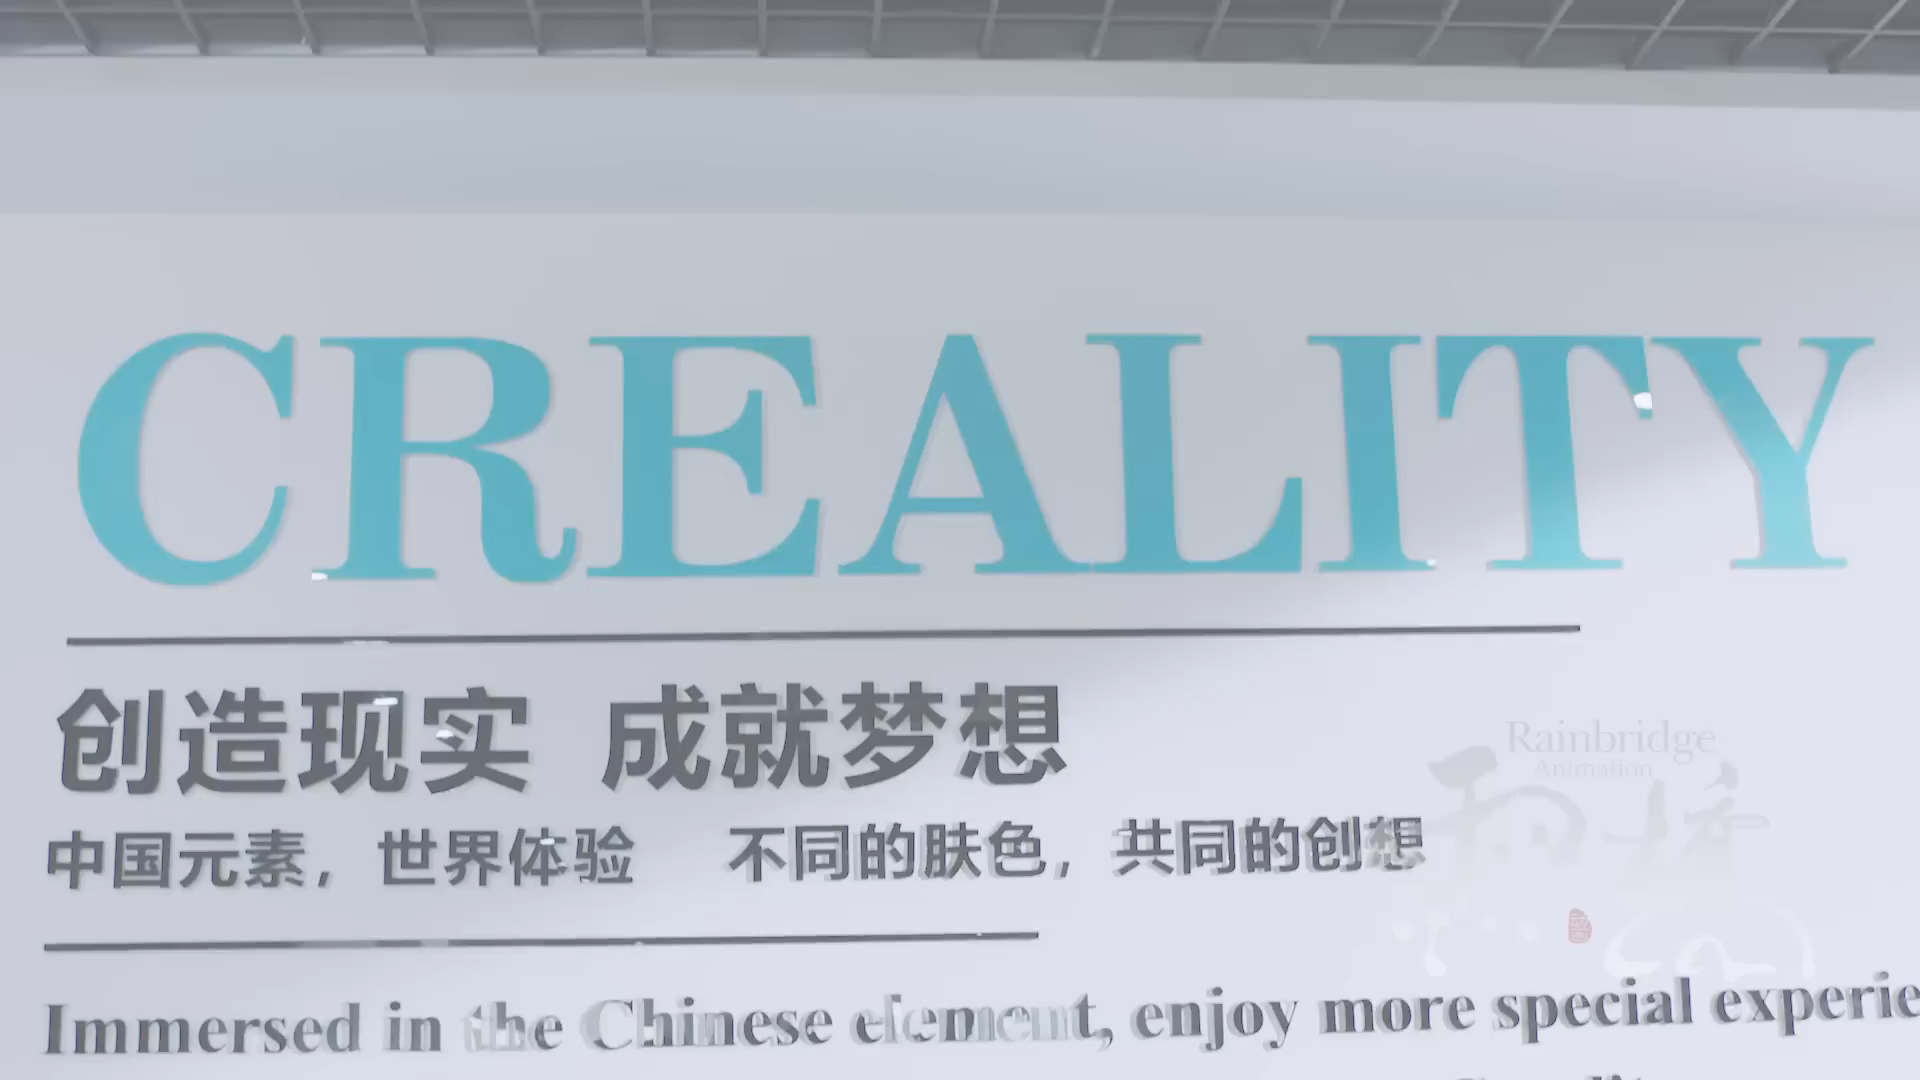 CREALITY
创造现实 成就梦想
中国元素，世界体验 不同的肤色，共同的创想
Rainbridge
Animation
Immersed in the Chinese element, enjoy more special experie